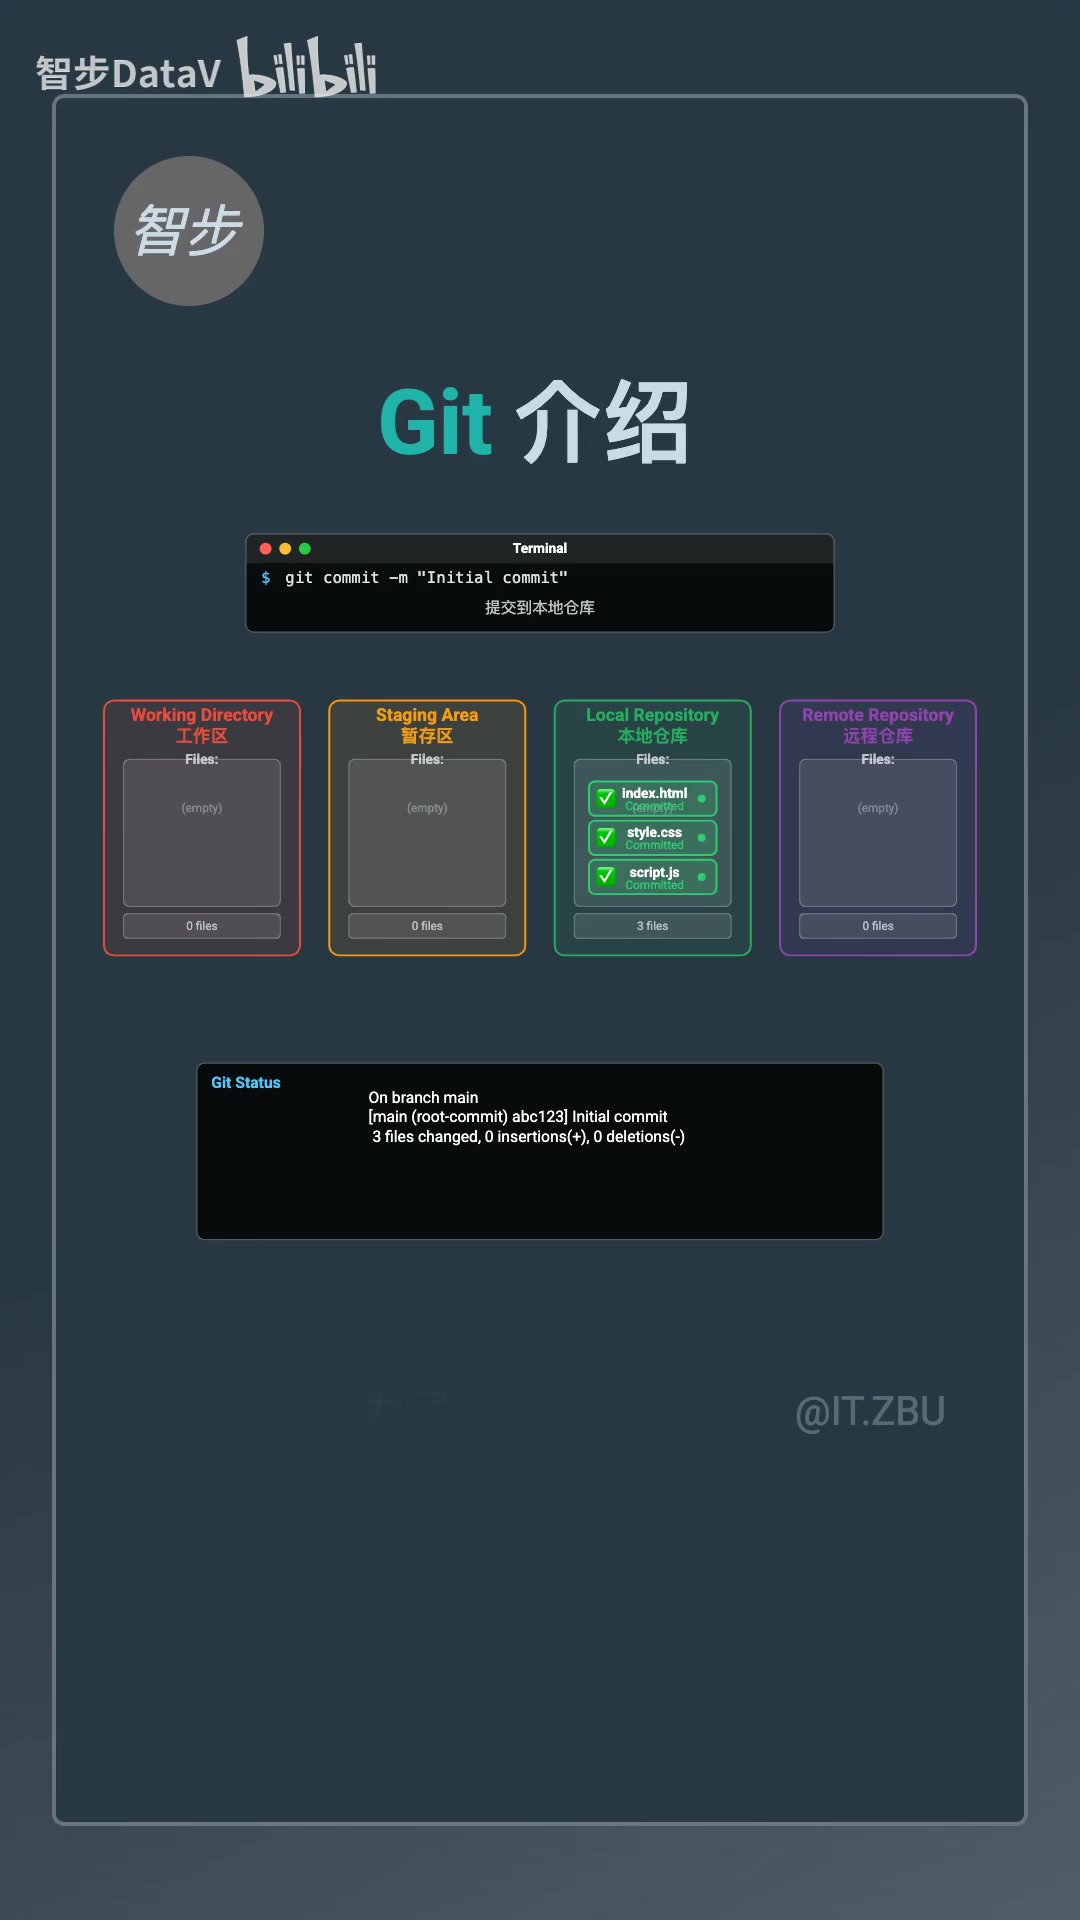 智步DataV bilibili
智步
Git 介绍
Terminal
$ git commit -m "Initial commit"
提交到本地仓库
Working Directory
工作区
Files:
(empty)
0 files
Staging Area
暂存区
Files:
(empty)
0 files
Local Repository
本地仓库
Files:
index.html
Committed
(empty)
style.css
Committed
script.js
Committed
3 files
Remote Repository
远程仓库
Files:
(empty)
0 files
Git Status
On branch main
[main (root-commit) abc123] Initial commit
3 files changed, 0 insertions(+), 0 deletions(-)
@IT.ZBU